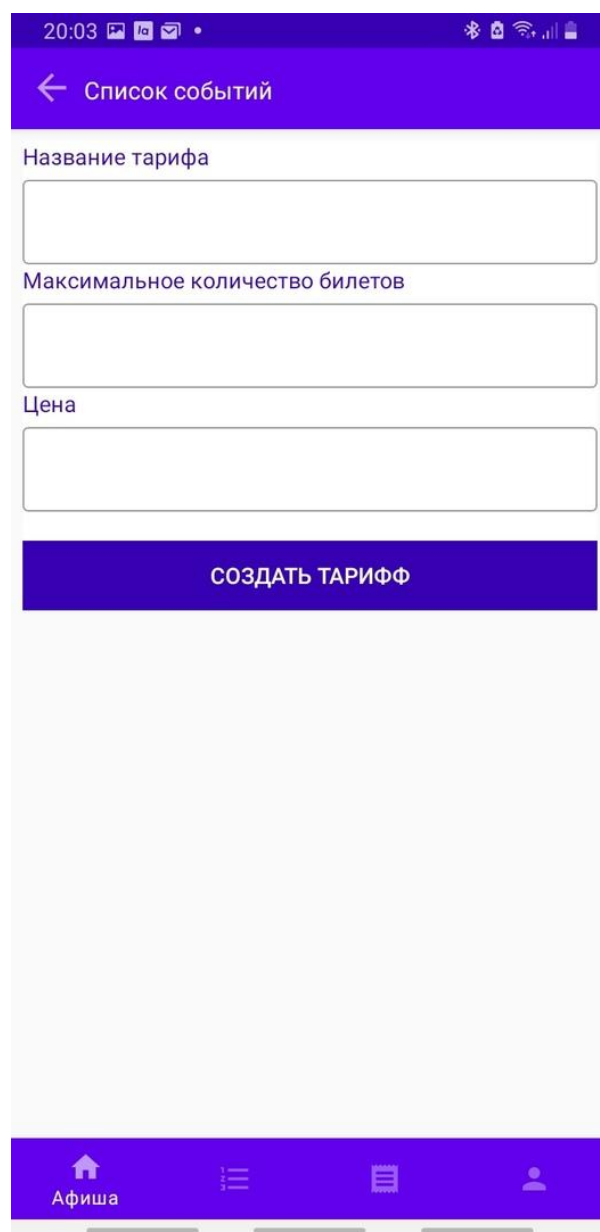 20:03
Список событий
Название тарифа
Максимальное количество билетов
Цена
СОЗДАТЬ ТАРИФФ
Афиша